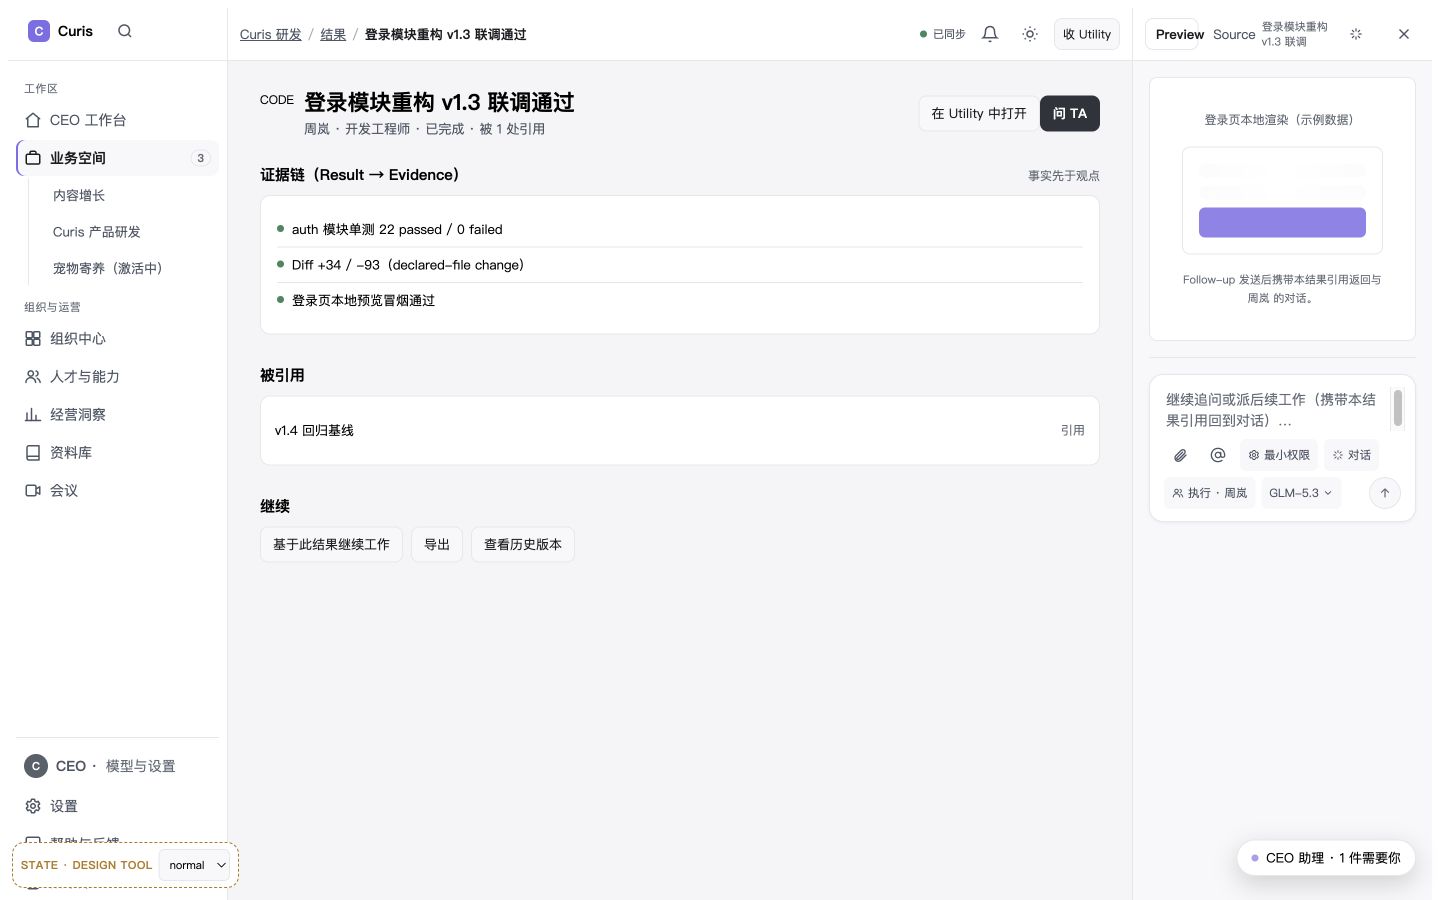 C Curis
工作区
CEO 工作台
业务空间 3
内容增长
Curis 产品研发
宠物寄养（激活中）
组织与运营
组织中心
人才与能力
经营洞察
资料库
会议
C CEO · 模型与设置
设置
帮助与反馈
STATE · DESIGN TOOL normal
Curis 研发 / 结果 / 登录模块重构 v1.3 联调通过
已同步
收 Utility
CODE 登录模块重构 v1.3 联调通过
周岚 · 开发工程师 · 已完成 · 被 1 处引用
在 Utility 中打开
问 TA
证据链（Result → Evidence）
事实先于观点
auth 模块单测 22 passed / 0 failed
Diff +34 / −93（declared-file change）
登录页本地预览冒烟通过
被引用
v1.4 回归基线
引用
继续
基于此结果继续工作
导出
查看历史版本
Preview
Source
登录模块重构
v1.3 联调
登录页本地渲染（示例数据）
Follow-up 发送后携带本结果引用返回与
周岚 的对话。
继续追问或派后续工作（携带本结
果引用回到对话）…
最小权限
对话
执行 · 周岚
GLM-5.3
CEO 助理 · 1 件需要你